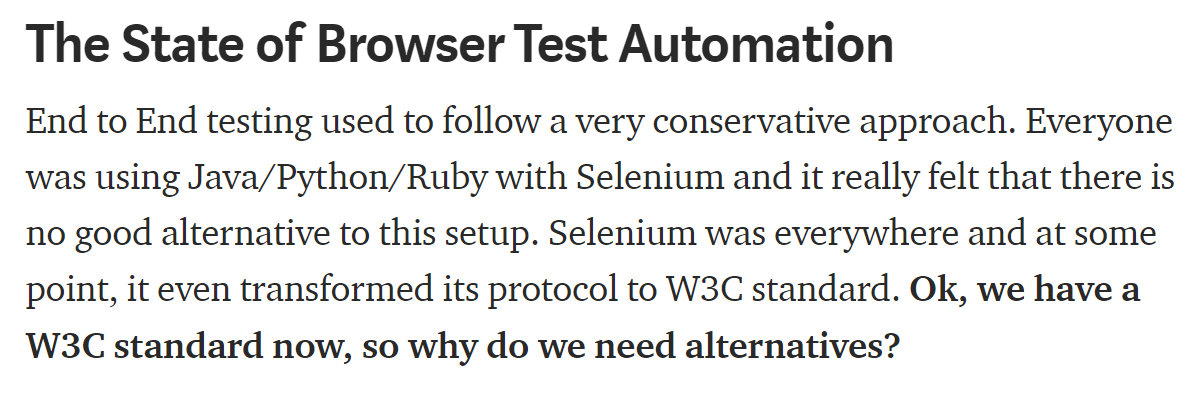 The State of Browser Test Automation
End to End testing used to follow a very conservative approach. Everyone
was using Java/Python/Ruby with Selenium and it really felt that there is
no good alternative to this setup. Selenium was everywhere and at some
point, it even transformed its protocol to W3C standard. Ok, we have a
W3C standard now, so why do we need alternatives?